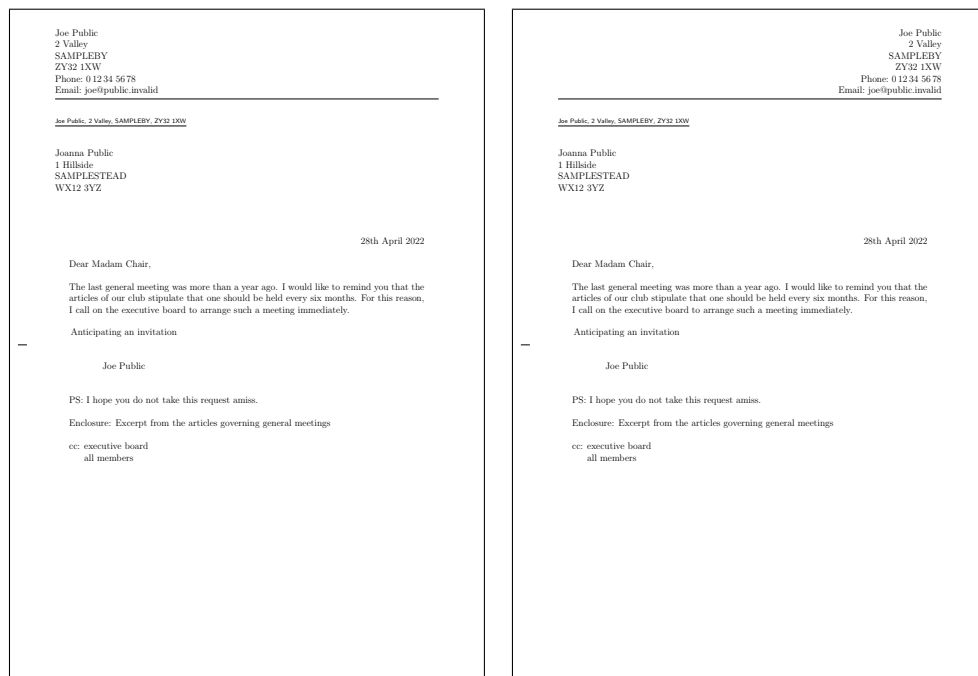 Joe Public
2 Valley
SAMPLEBY
ZY32 1XW
Phone: 0 12 34 56 78
Email: joe@public.invalid
Joe Public, 2 Valley, SAMPLEBY, ZY32 1XW
Joanna Public
1 Hillside
SAMPLESTEAD
WX12 3YZ
28th April 2022
Dear Madam Chair,
The last general meeting was more than a year ago. I would like to remind you that the
articles of our club stipulate that one should be held every six months. For this reason,
I call on the executive board to arrange such a meeting immediately.
Anticipating an invitation
Joe Public
PS: I hope you do not take this request amiss.
Enclosure: Excerpt from the articles governing general meetings
cc: executive board
all members
Joe Public
2 Valley
SAMPLEBY
ZY32 1XW
Phone: 0 12 34 56 78
Email: joe@public.invalid
Joe Public, 2 Valley, SAMPLEBY, ZY32 1XW
Joanna Public
1 Hillside
SAMPLESTEAD
WX12 3YZ
28th April 2022
Dear Madam Chair,
The last general meeting was more than a year ago. I would like to remind you that the
articles of our club stipulate that one should be held every six months. For this reason,
I call on the executive board to arrange such a meeting immediately.
Anticipating an invitation
Joe Public
PS: I hope you do not take this request amiss.
Enclosure: Excerpt from the articles governing general meetings
cc: executive board
all members